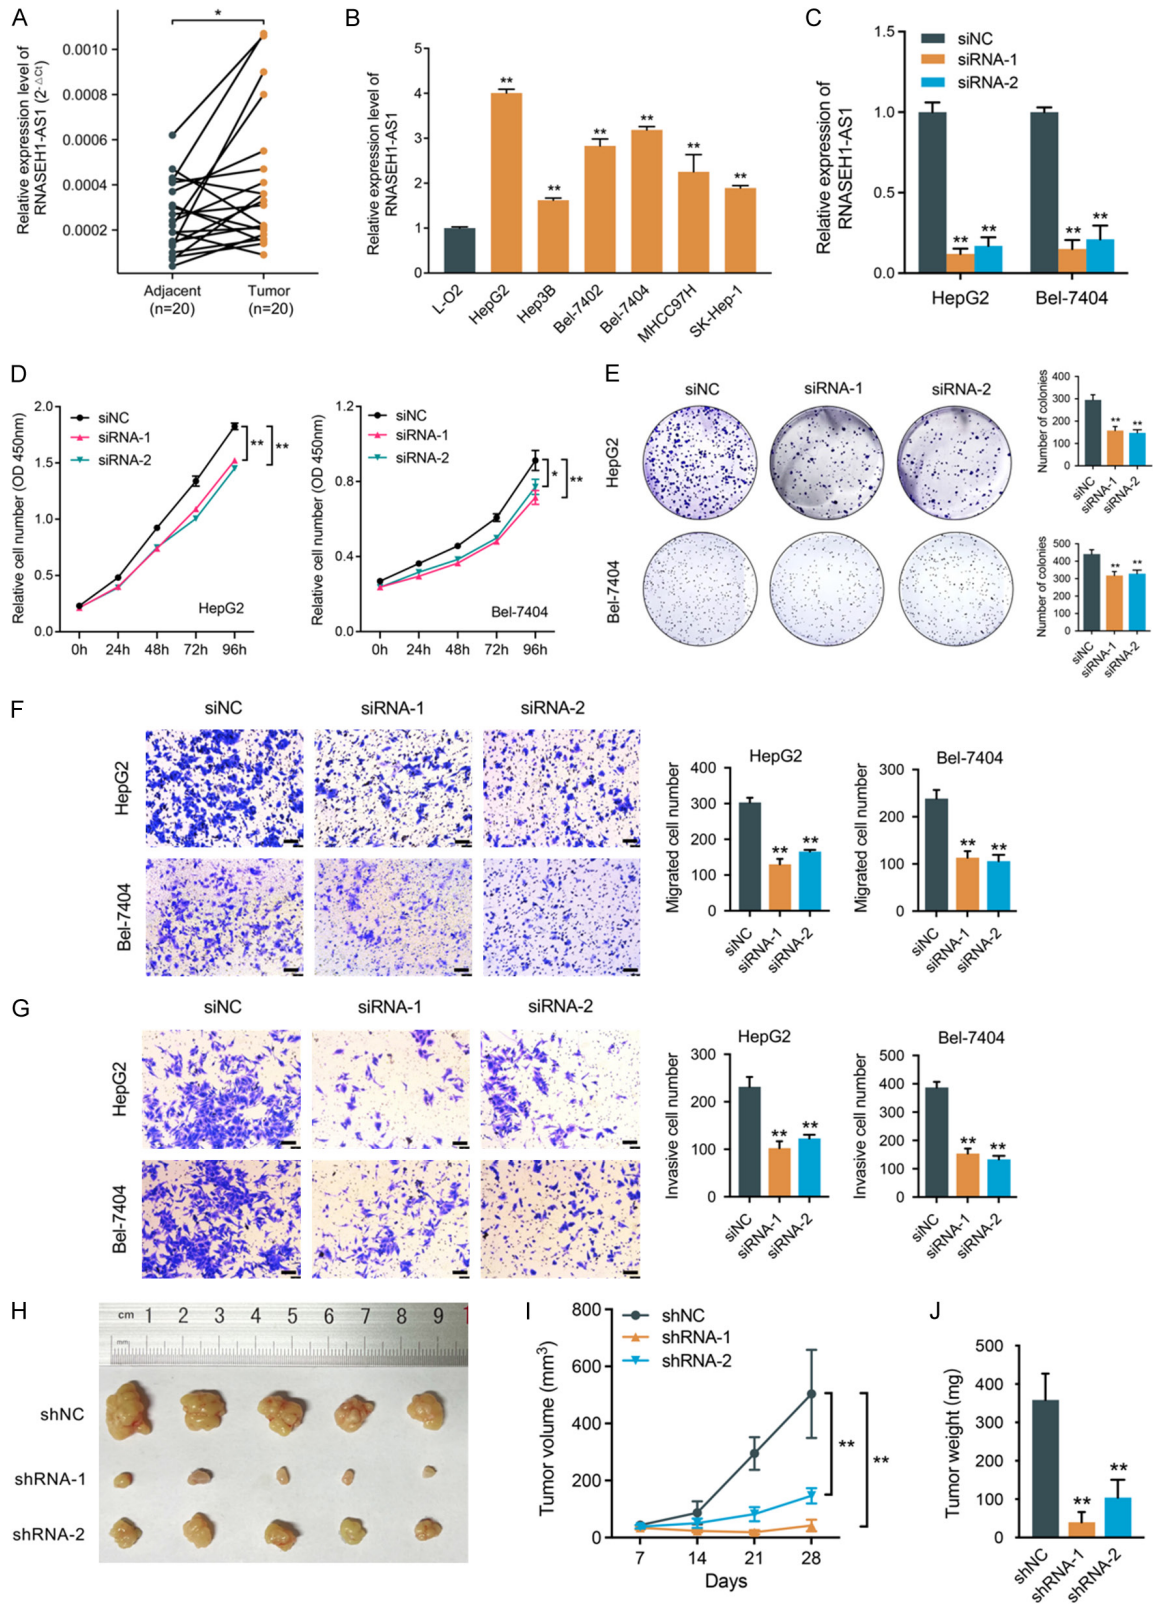 A
*
Relative expression level of
RNASEH1-AS1 (2-△Ct)
0.0010
0.0008
0.0006
0.0004
0.0002
Adjacent
(n=20)
Tumor
(n=20)
B
Relative expression level of
RNASEH1-AS1
5
4
3
2
1
0
**
**
**
**
**
**
L-O2
HepG2
Hep3B
Bel-7402
Bel-7404
MHCC97H
SK-Hep-1
C
Relative expression of
RNASEH1-AS1
1.5
1.0
0.5
0.0
siNC
siRNA-1
siRNA-2
**
**
**
**
HepG2
Bel-7404
D
Relative cell number (OD 450nm)
2.0
1.5
1.0
0.5
0.0
siNC
siRNA-1
siRNA-2
**
**
HepG2
0h
24h
48h
72h
96h
Relative cell number (OD 450nm)
1.2
0.8
0.4
0.0
siNC
siRNA-1
siRNA-2
*
**
Bel-7404
0h
24h
48h
72h
96h
E
siNC
siRNA-1
siRNA-2
HepG2
Bel-7404
Number of colonies
400
300
200
100
0
**
**
siNC
siRNA-1
siRNA-2
Number of colonies
500
400
300
200
100
0
**
**
siNC
siRNA-1
siRNA-2
F
siNC
siRNA-1
siRNA-2
HepG2
Bel-7404
HepG2
Migrated cell number
400
300
200
100
0
**
**
siNC
siRNA-1
siRNA-2
Bel-7404
Migrated cell number
300
200
100
0
**
**
siNC
siRNA-1
siRNA-2
G
siNC
siRNA-1
siRNA-2
HepG2
Bel-7404
HepG2
Invasive cell number
300
200
100
0
**
**
siNC
siRNA-1
siRNA-2
Bel-7404
Invasive cell number
500
400
300
200
100
0
**
**
siNC
siRNA-1
siRNA-2
H
cm 1 2 3 4 5 6 7 8 9 1
mm
shNC
shRNA-1
shRNA-2
I
Tumor volume (mm3)
800
600
400
200
0
shNC
shRNA-1
shRNA-2
**
**
7
14
21
28
Days
J
Tumor weight (mg)
500
400
300
200
100
0
**
**
shNC
shRNA-1
shRNA-2